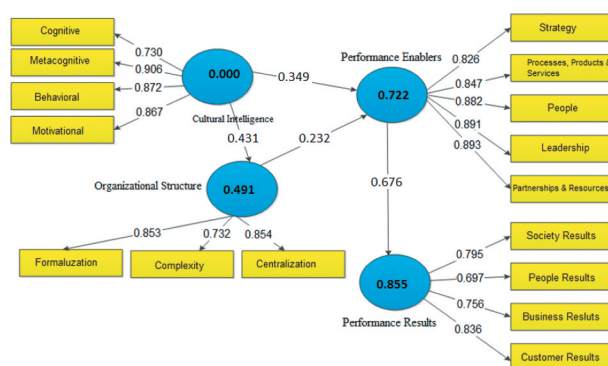 Cognitive
Metacognitive
Behavioral
Motivational
0.730
0.906
0.872
0.867
0.000
Cultural Intelligence
0.349
0.431
0.232
Organizational Structure
0.491
0.853
0.732
0.854
Formaluzation
Complexity
Centralization
Performance Enablers
0.722
0.826
0.847
0.882
0.891
0.893
Strategy
Processes, Products &
Services
People
Leadership
Partnerships & Resources
0.676
0.855
Performance Results
0.795
0.697
0.756
0.836
Society Results
People Results
Business Resluts
Customer Results